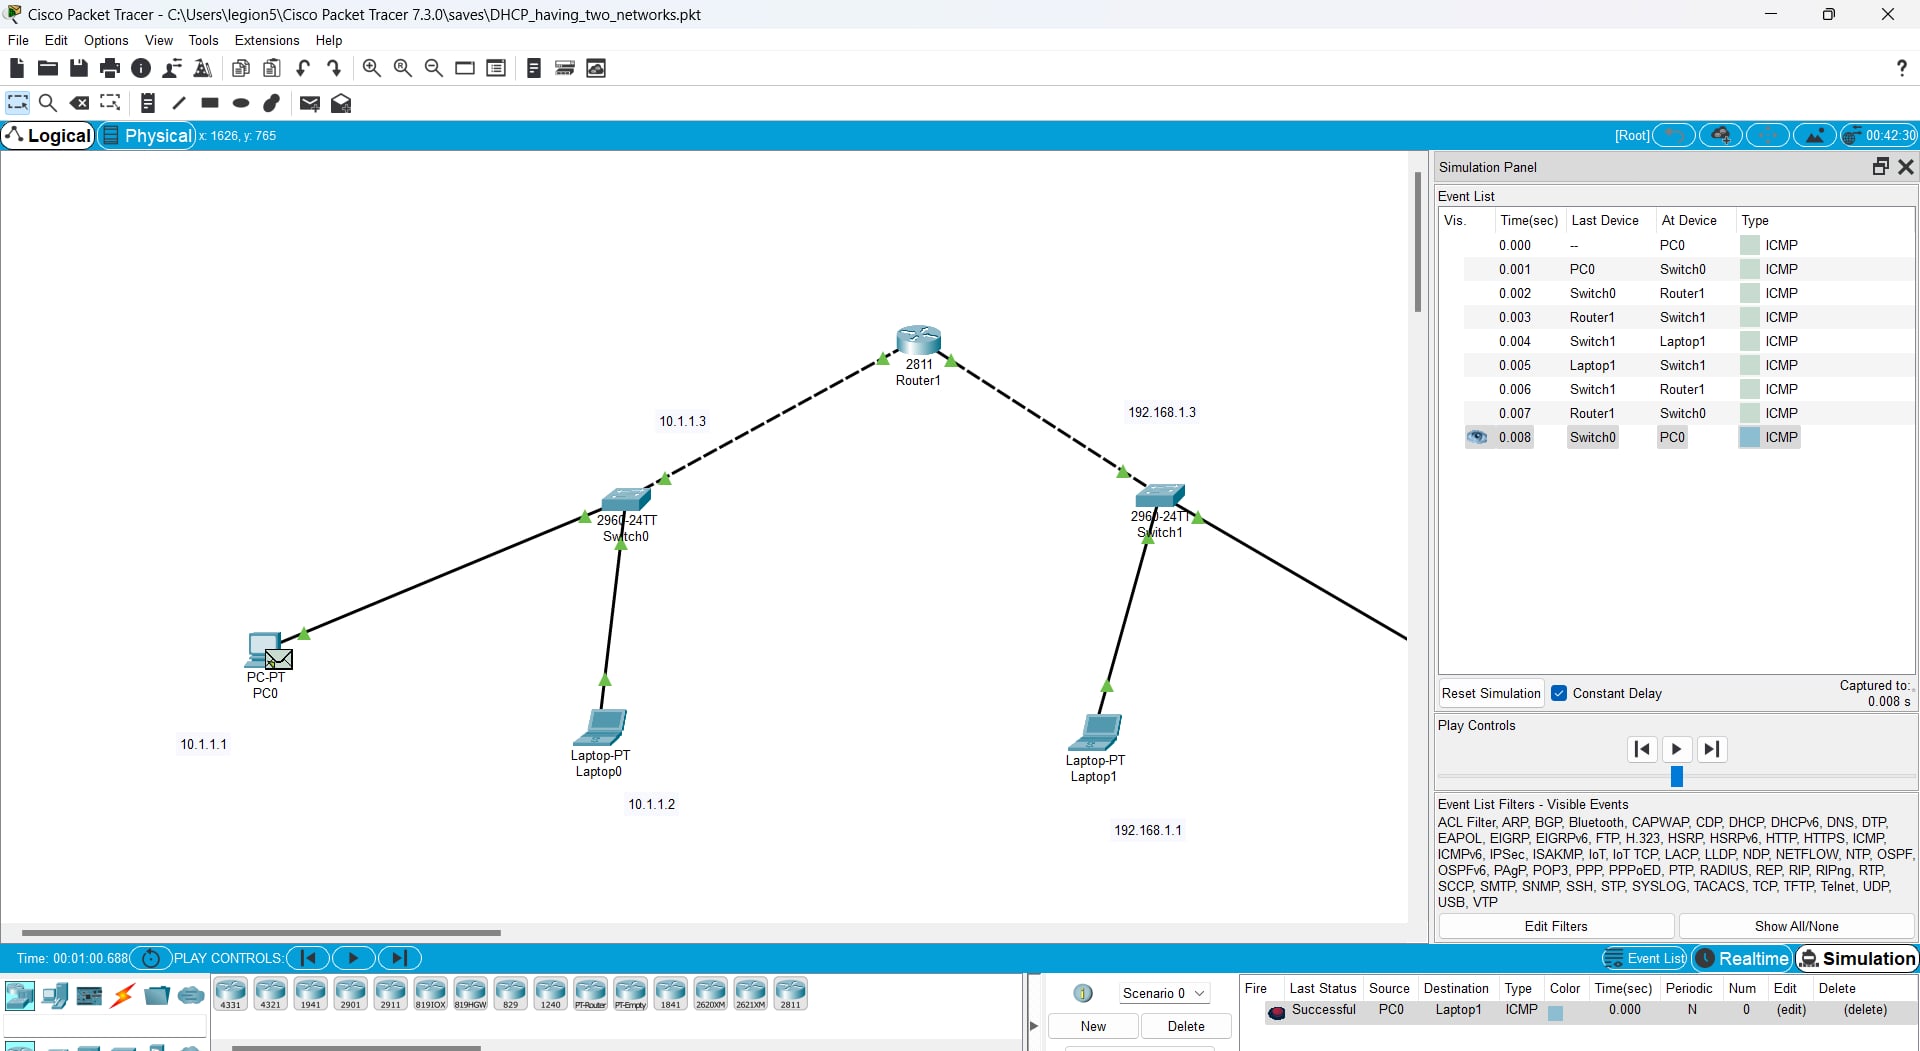 Cisco Packet Tracer - C:\Users\legion5\Cisco Packet Tracer 7.3.0\saves\DHCP_having_two_networks.pkt
File Edit Options View Tools Extensions Help
?
Logical Physical x: 1626, y: 765 [Root] 00:42:30
2811
Router1
10.1.1.3
192.168.1.3
2960-24TT
Switch0
2960-24TT
Switch1
PC-PT
PC0
10.1.1.1
Laptop-PT
Laptop0
10.1.1.2
Laptop-PT
Laptop1
192.168.1.1
Simulation Panel
Event List
Vis. Time(sec) Last Device At Device Type
0.000 -- PC0 ICMP
0.001 PC0 Switch0 ICMP
0.002 Switch0 Router1 ICMP
0.003 Router1 Switch1 ICMP
0.004 Switch1 Laptop1 ICMP
0.005 Laptop1 Switch1 ICMP
0.006 Switch1 Router1 ICMP
0.007 Router1 Switch0 ICMP
0.008 Switch0 PC0 ICMP
Reset Simulation Constant Delay Captured to:
0.008 s
Play Controls
Event List Filters - Visible Events
ACL Filter, ARP, BGP, Bluetooth, CAPWAP, CDP, DHCP, DHCPv6, DNS, DTP,
EAPOL, EIGRP, EIGRPv6, FTP, H.323, HSRP, HSRPv6, HTTP, HTTPS, ICMP,
ICMPv6, IPSec, ISAKMP, IoT, IoT TCP, LACP, LLDP, NDP, NETFLOW, NTP, OSPF,
OSPFv6, PAgP, POP3, PPP, PPPoED, PTP, RADIUS, REP, RIP, RIPng, RTP,
SCCP, SMTP, SNMP, SSH, STP, SYSLOG, TACACS, TCP, TFTP, Telnet, UDP,
USB, VTP
Edit Filters Show All/None
Time: 00:01:00.688 PLAY CONTROLS: Event List Realtime Simulation
4331 4321 1941 2901 2911 819IOX 819HGW 829 1240 PT-Router PT-Empty 1841 2620XM 2621XM 2811
Scenario 0
New Delete
Fire Last Status Source Destination Type Color Time(sec) Periodic Num Edit Delete
Successful PC0 Laptop1 ICMP 0.000 N 0 (edit) (delete)